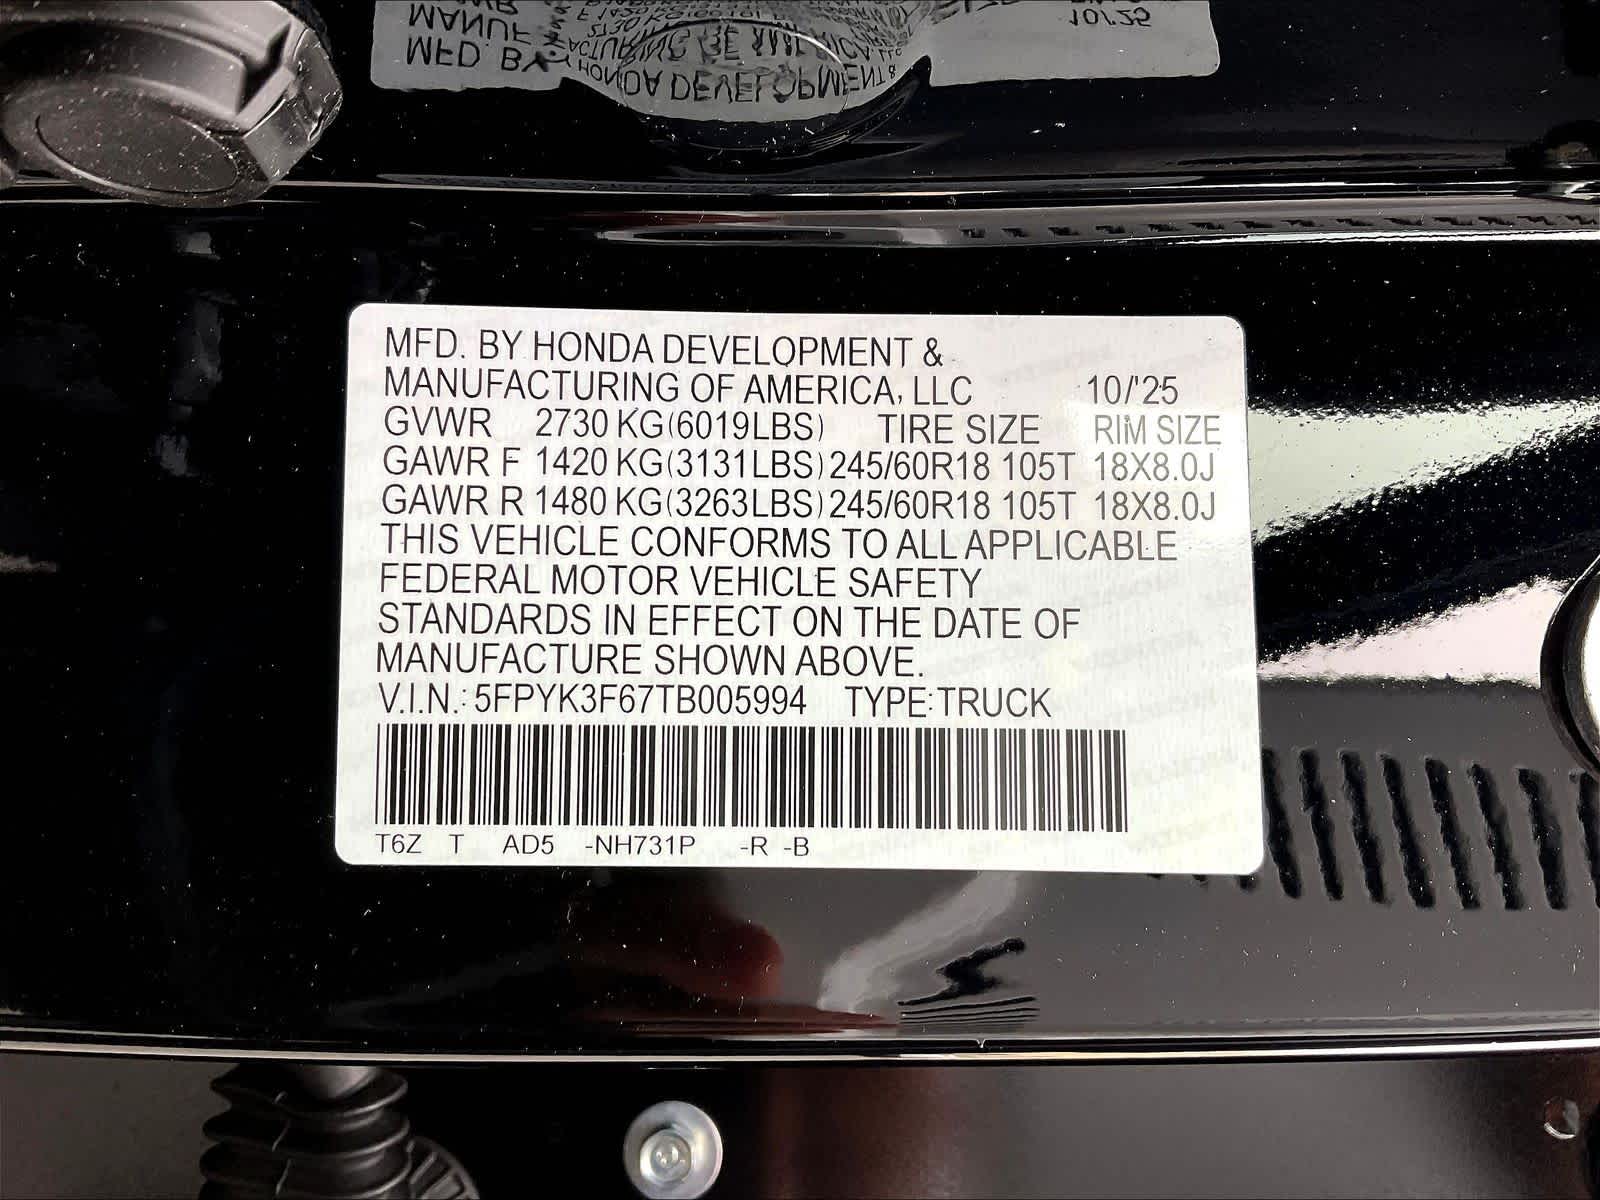 MFD. BY HONDA DEVELOPMENT &
MANUFACTURING OF AMERICA, LLC 10/'25
GVWR 2730 KG(6019LBS) TIRE SIZE RIM SIZE
GAWR F 1420 KG(3131LBS) 245/60R18 105T 18X8.0J
GAWR R 1480 KG(3263LBS) 245/60R18 105T 18X8.0J
THIS VEHICLE CONFORMS TO ALL APPLICABLE
FEDERAL MOTOR VEHICLE SAFETY
STANDARDS IN EFFECT ON THE DATE OF
MANUFACTURE SHOWN ABOVE.
V.I.N.: 5FPYK3F67TB005994 TYPE:TRUCK
T6Z T AD5 -NH731P -R -B